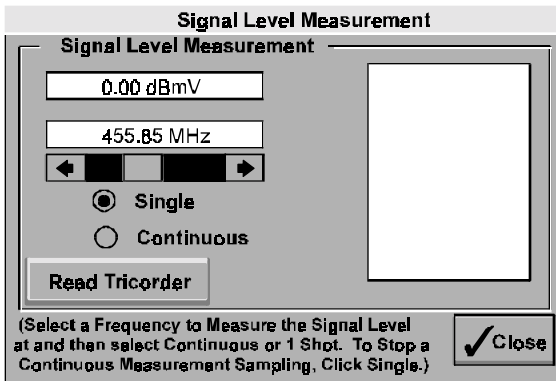 Signal Level Measurement
Signal Level Measurement
0.00 dBmV
455.85 MHz
Single
Continuous
Read Tricorder
(Select a Frequency to Measure the Signal Level
at and then select Continuous or 1 Shot. To Stop a
Continuous Measurement Sampling, Click Single.)
Close